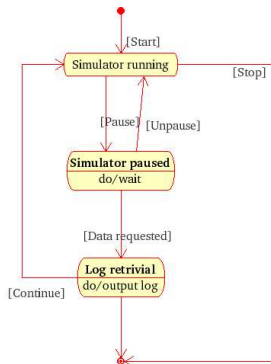 [Start]
Simulator running
[Stop]
[Pause]
[Unpause]
Simulator paused
do/wait
[Data requested]
Log retrivial
do/output log
[Continue]